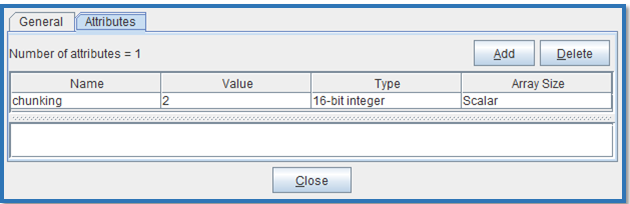 General Attributes
Number of attributes = 1 Add Delete
Name Value Type Array Size
chunking 2 16-bit integer Scalar
Close